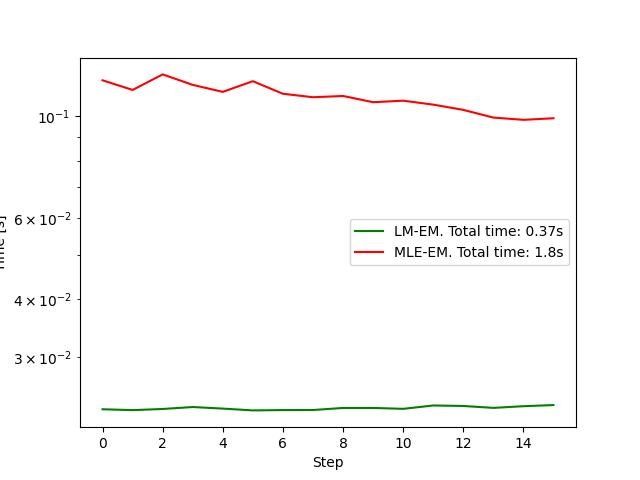 10⁻¹
6 × 10⁻²
4 × 10⁻²
3 × 10⁻²
Time [s]
LM-EM. Total time: 0.37s
MLE-EM. Total time: 1.8s
0 2 4 6 8 10 12 14
Step